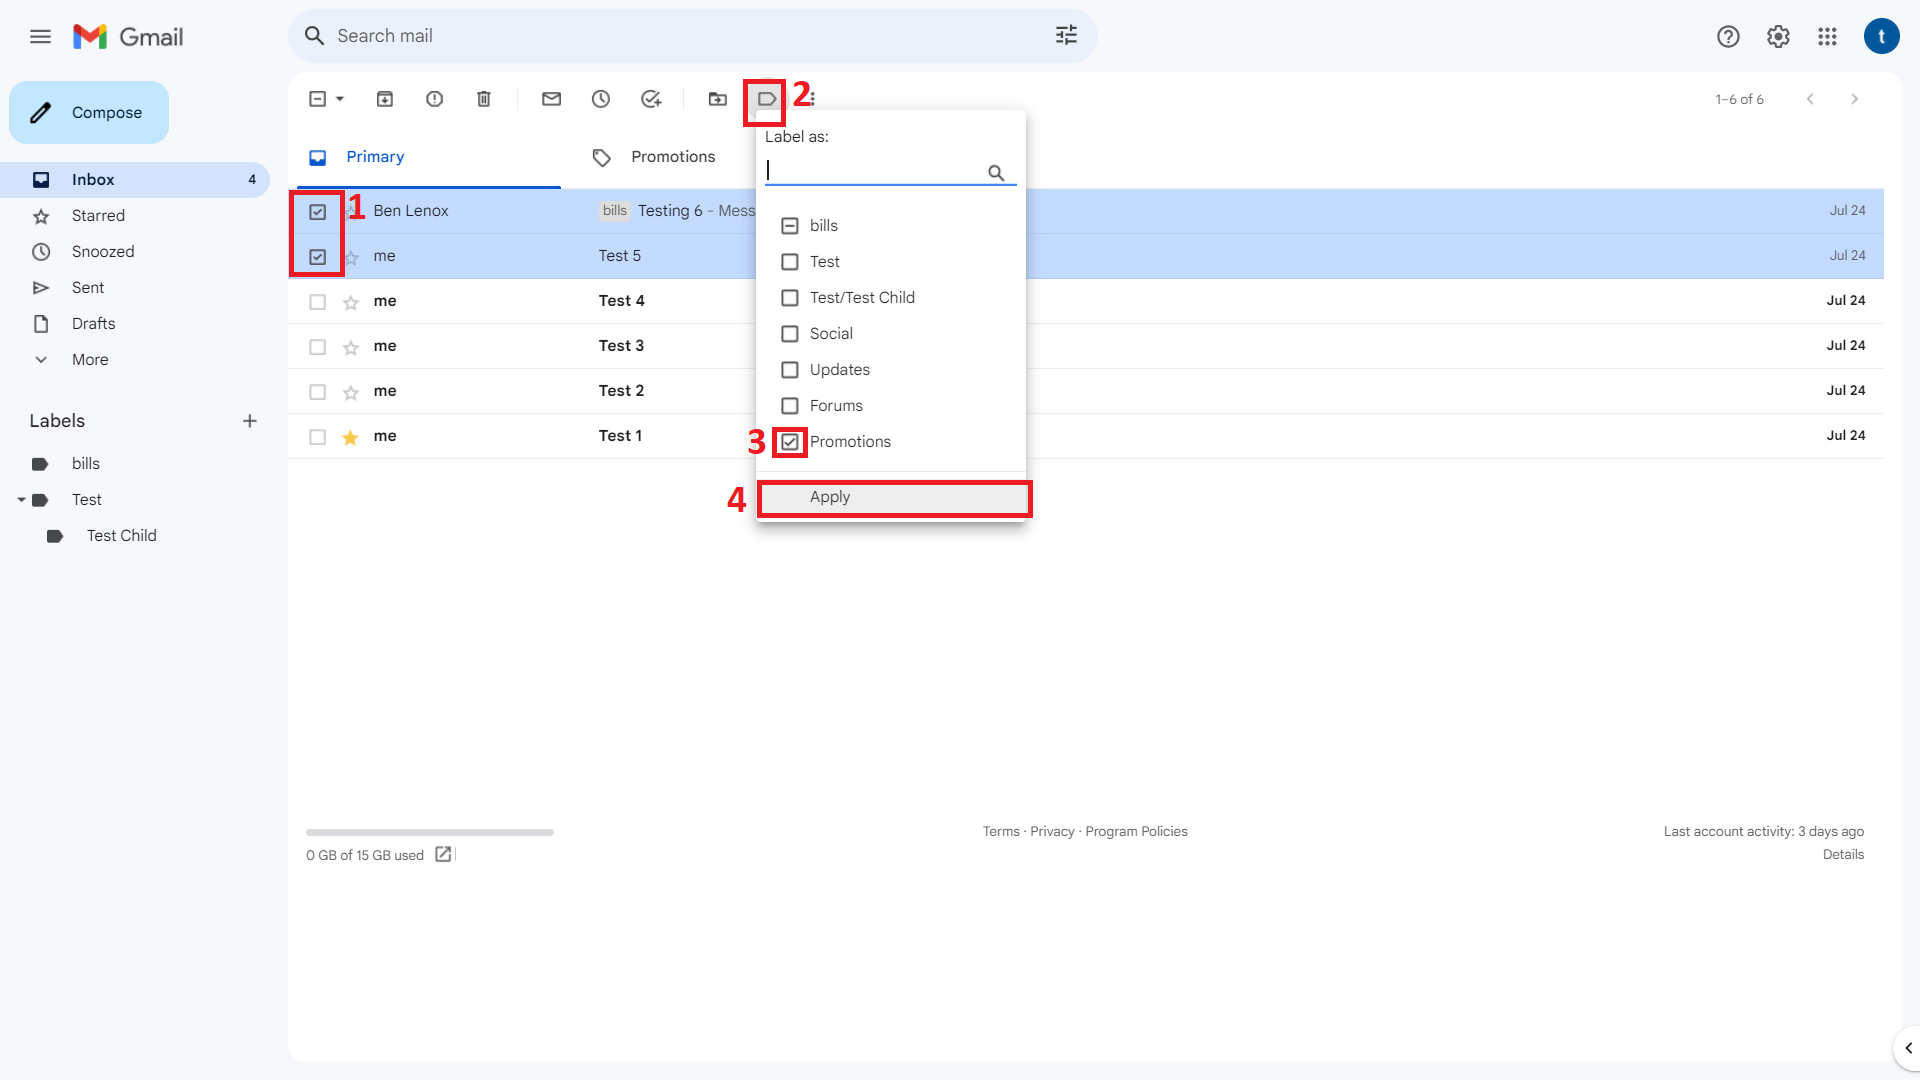 Gmail
Search mail
t
Compose
2
1–6 of 6
Label as:
Primary
Promotions
Inbox 4
Starred
Snoozed
Sent
Drafts
More
1
Ben Lenox bills Testing 6 - Mess Jul 24
me Test 5 Jul 24
me Test 4 Jul 24
me Test 3 Jul 24
me Test 2 Jul 24
me Test 1 Jul 24
bills
Test
Test/Test Child
Social
Updates
Forums
3 Promotions
4 Apply
Labels
bills
Test
Test Child
0 GB of 15 GB used
Terms · Privacy · Program Policies
Last account activity: 3 days ago
Details